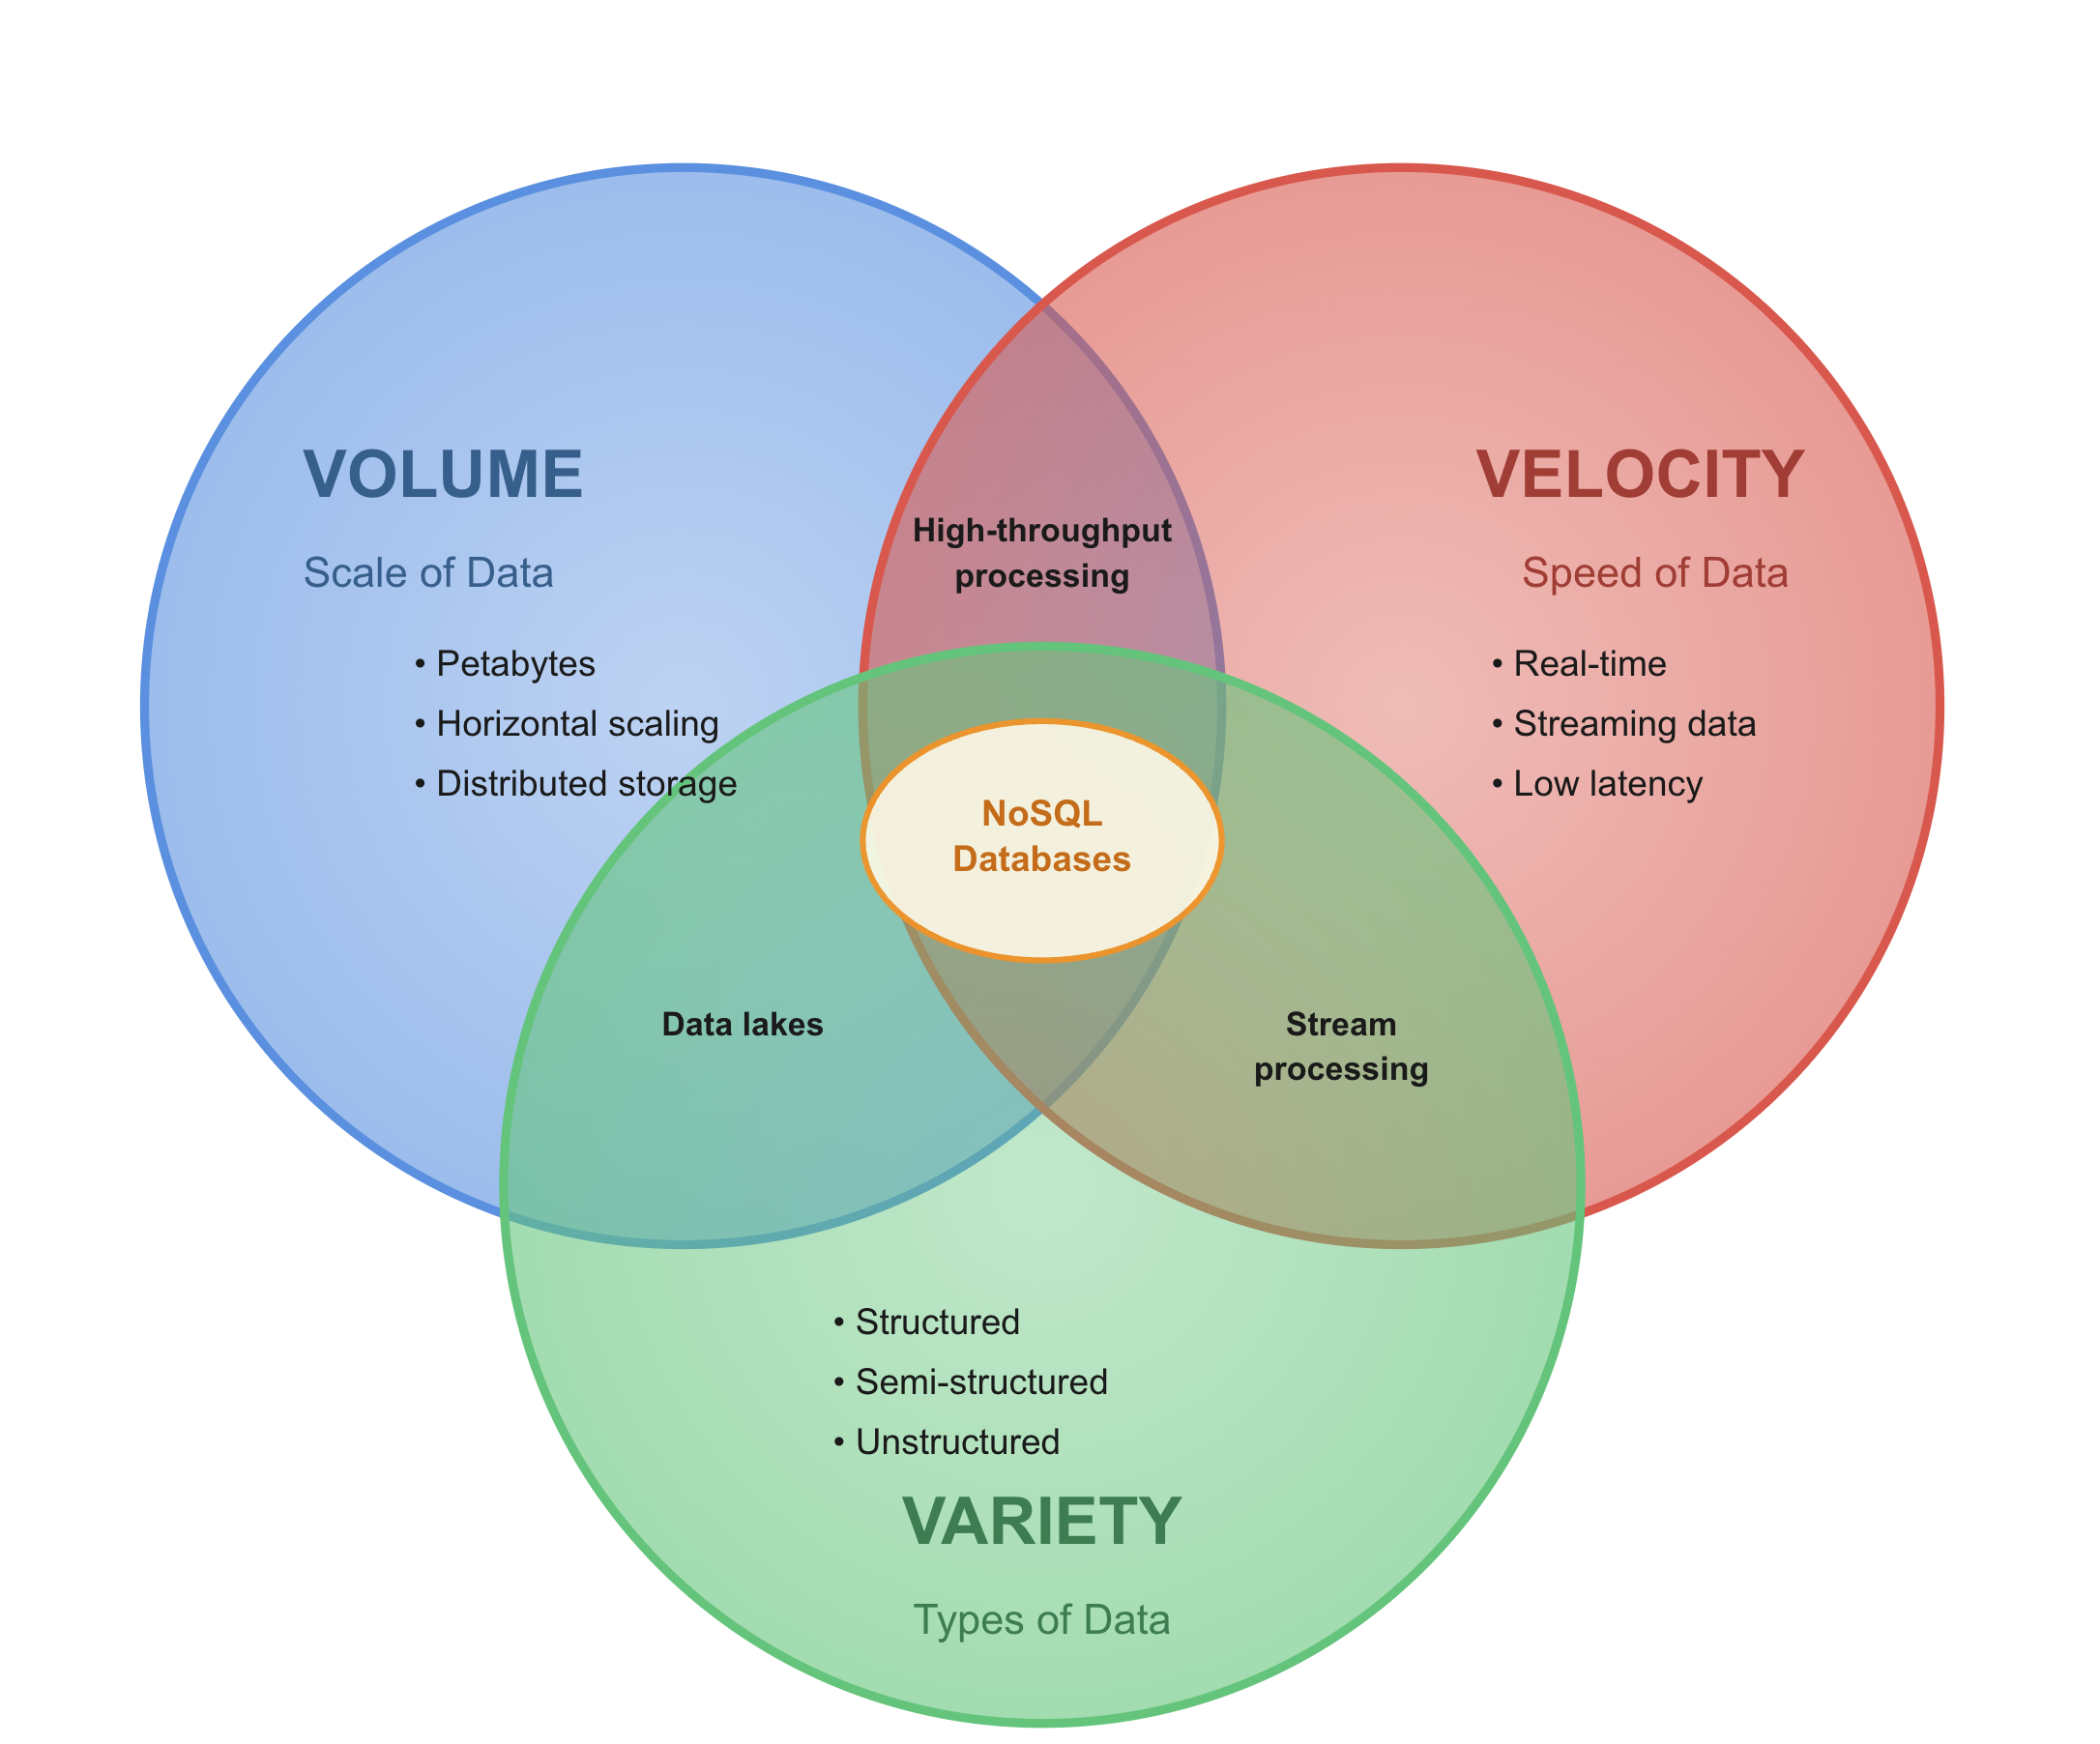 VOLUME
Scale of Data
• Petabytes
• Horizontal scaling
• Distributed storage
High-throughput
processing
VELOCITY
Speed of Data
• Real-time
• Streaming data
• Low latency
NoSQL
Databases
Data lakes
Stream
processing
• Structured
• Semi-structured
• Unstructured
VARIETY
Types of Data